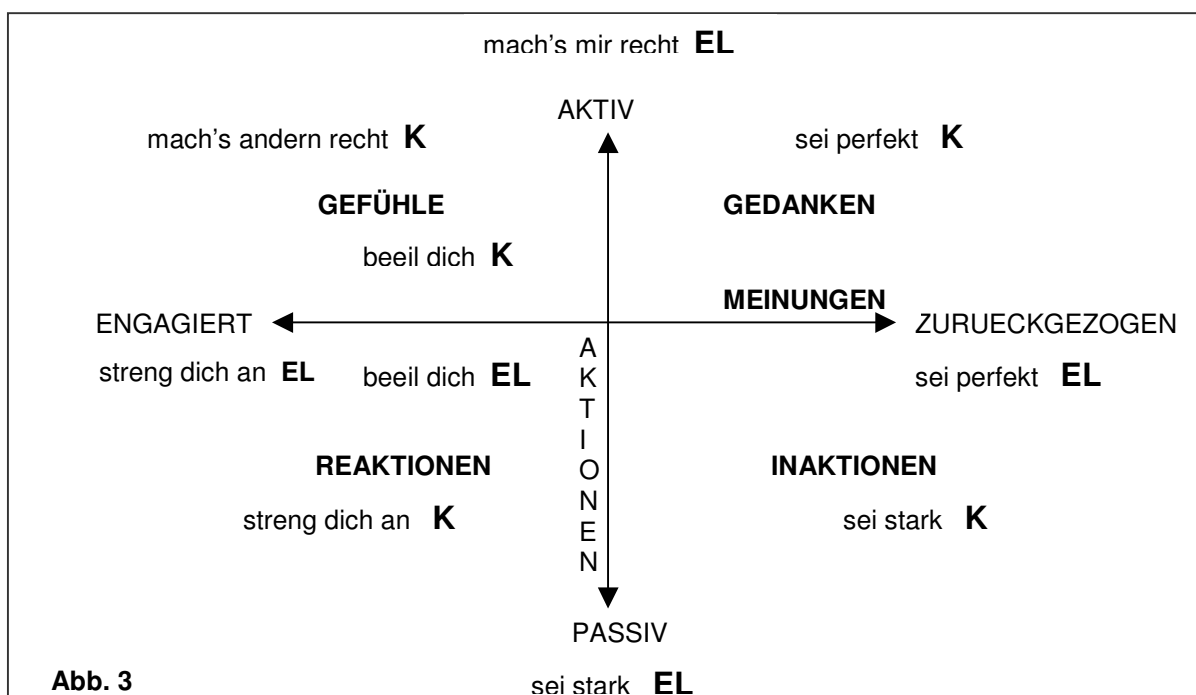 mach's mir recht EL
AKTIV
mach's andern recht K
sei perfekt K
GEFÜHLE
GEDANKEN
beeil dich K
MEINUNGEN
ENGAGIERT
ZURUECKGEZOGEN
streng dich an EL
beeil dich EL
sei perfekt EL
A
K
T
I
O
N
E
N
REAKTIONEN
INAKTIONEN
streng dich an K
sei stark K
PASSIV
Abb. 3
sei stark EL